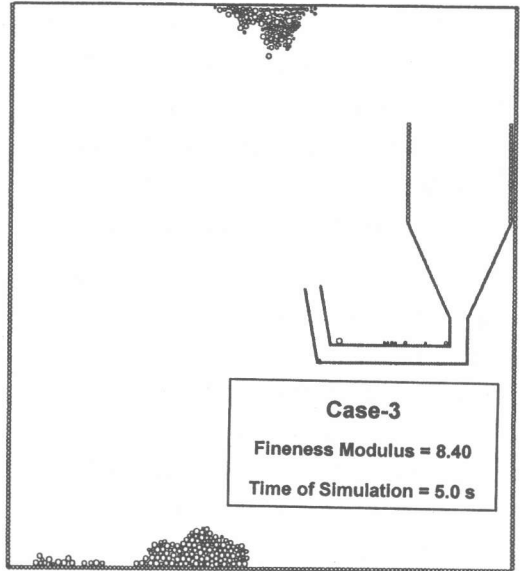 Case-3
Fineness Modulus = 8.40
Time of Simulation = 5.0 s